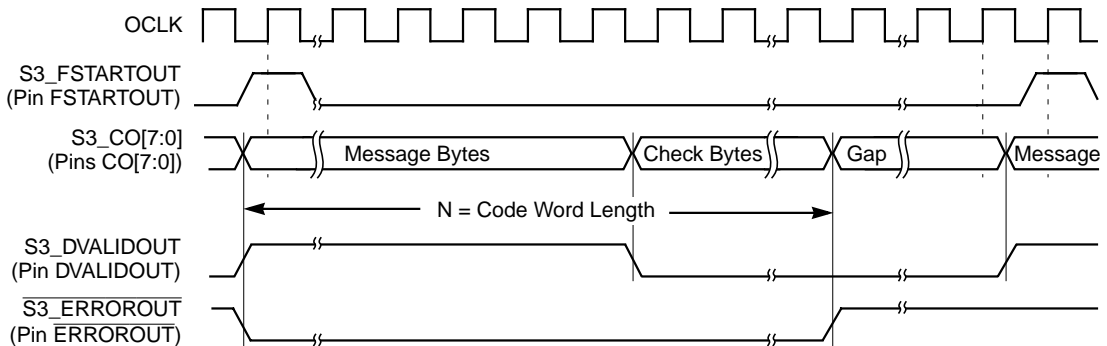 OCLK
S3_FSTARTOUT
(Pin FSTARTOUT)
S3_CO[7:0]
(Pins CO[7:0])
Message Bytes
Check Bytes
Gap
Message
N = Code Word Length
S3_DVALIDOUT
(Pin DVALIDOUT)
S3_ERROROUT
(Pin ERROROUT)